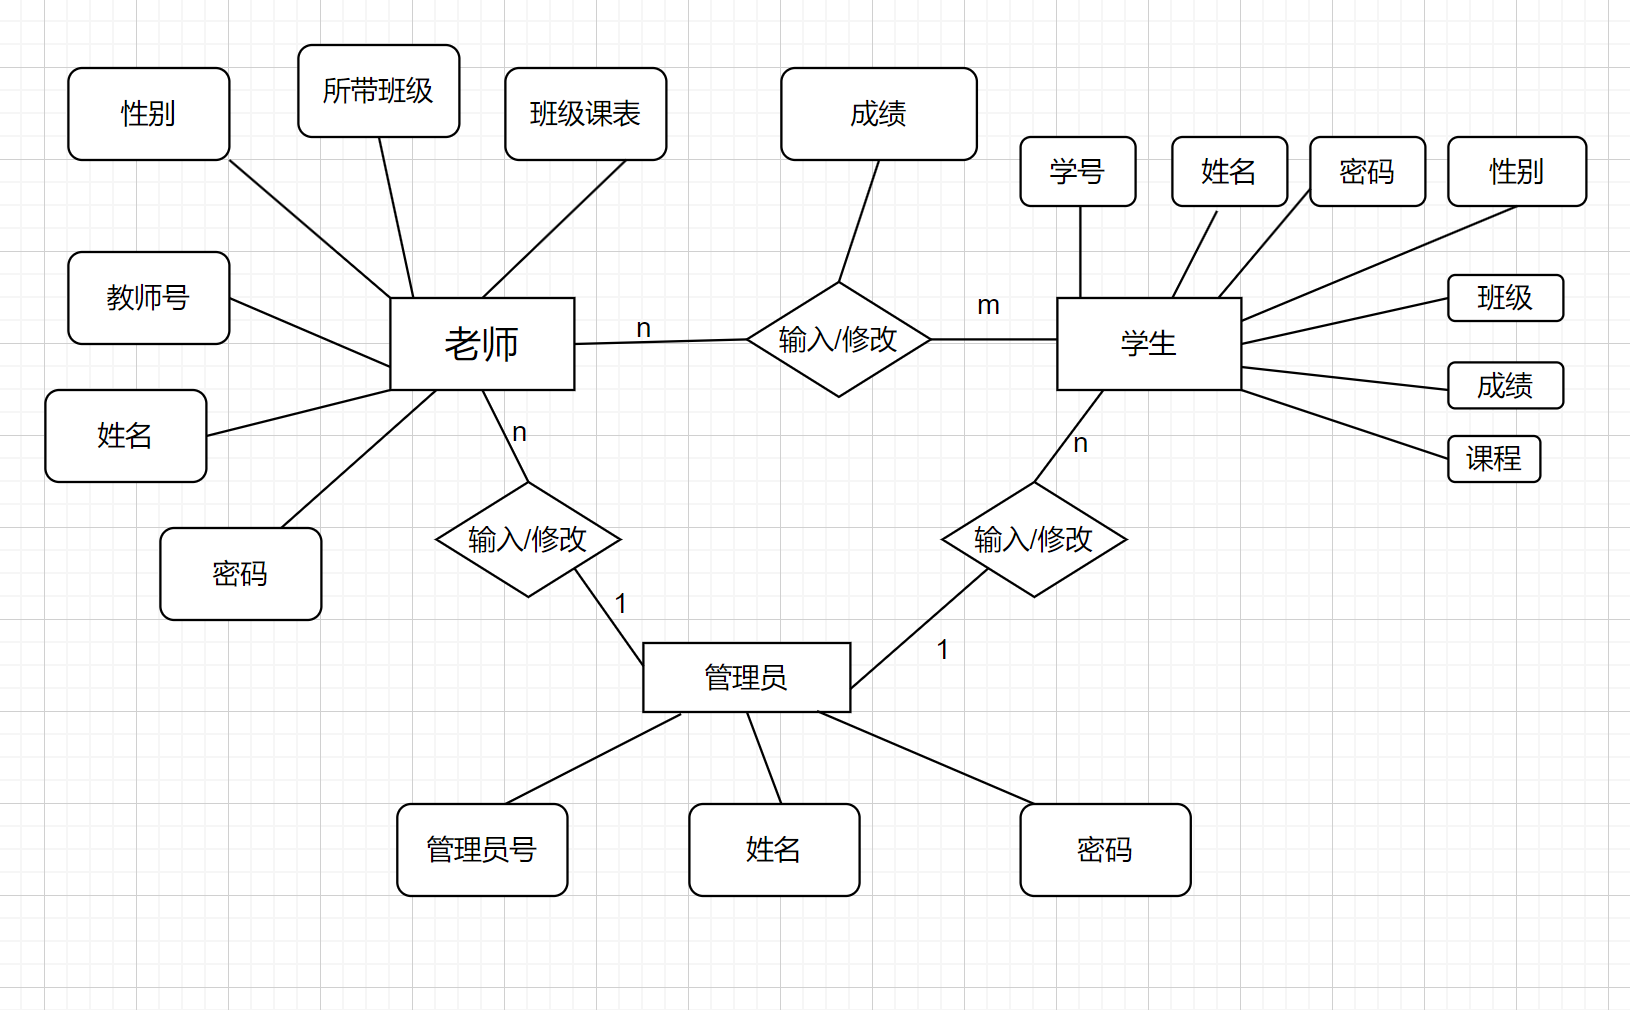 所带班级
性别
班级课表
成绩
学号
姓名
密码
性别
教师号
班级
m
n
老师
输入/修改
学生
成绩
姓名
n
n
课程
输入/修改
输入/修改
密码
1
1
管理员
管理员号
姓名
密码